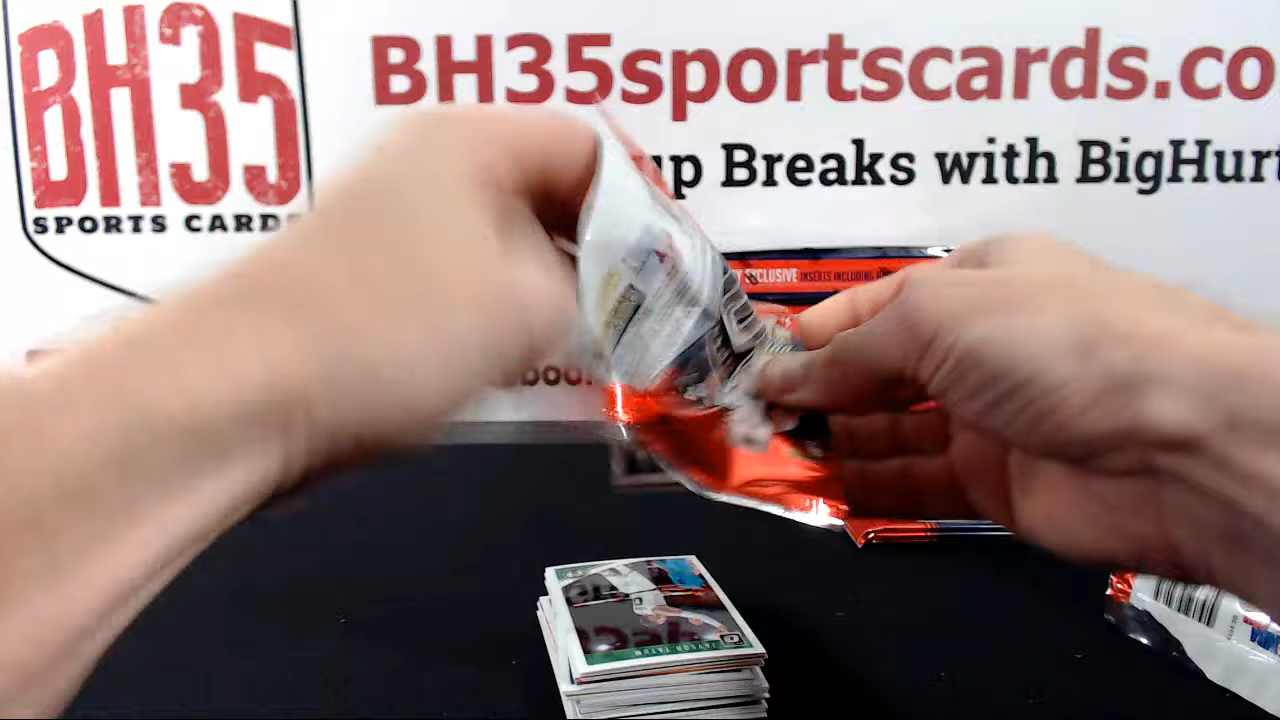 BH35
SPORTS CARDS
BH35sportscards.co
up Breaks with BigHurt
EXCLUSIVE INSERTS INCLUDING
JAYSON TATUM